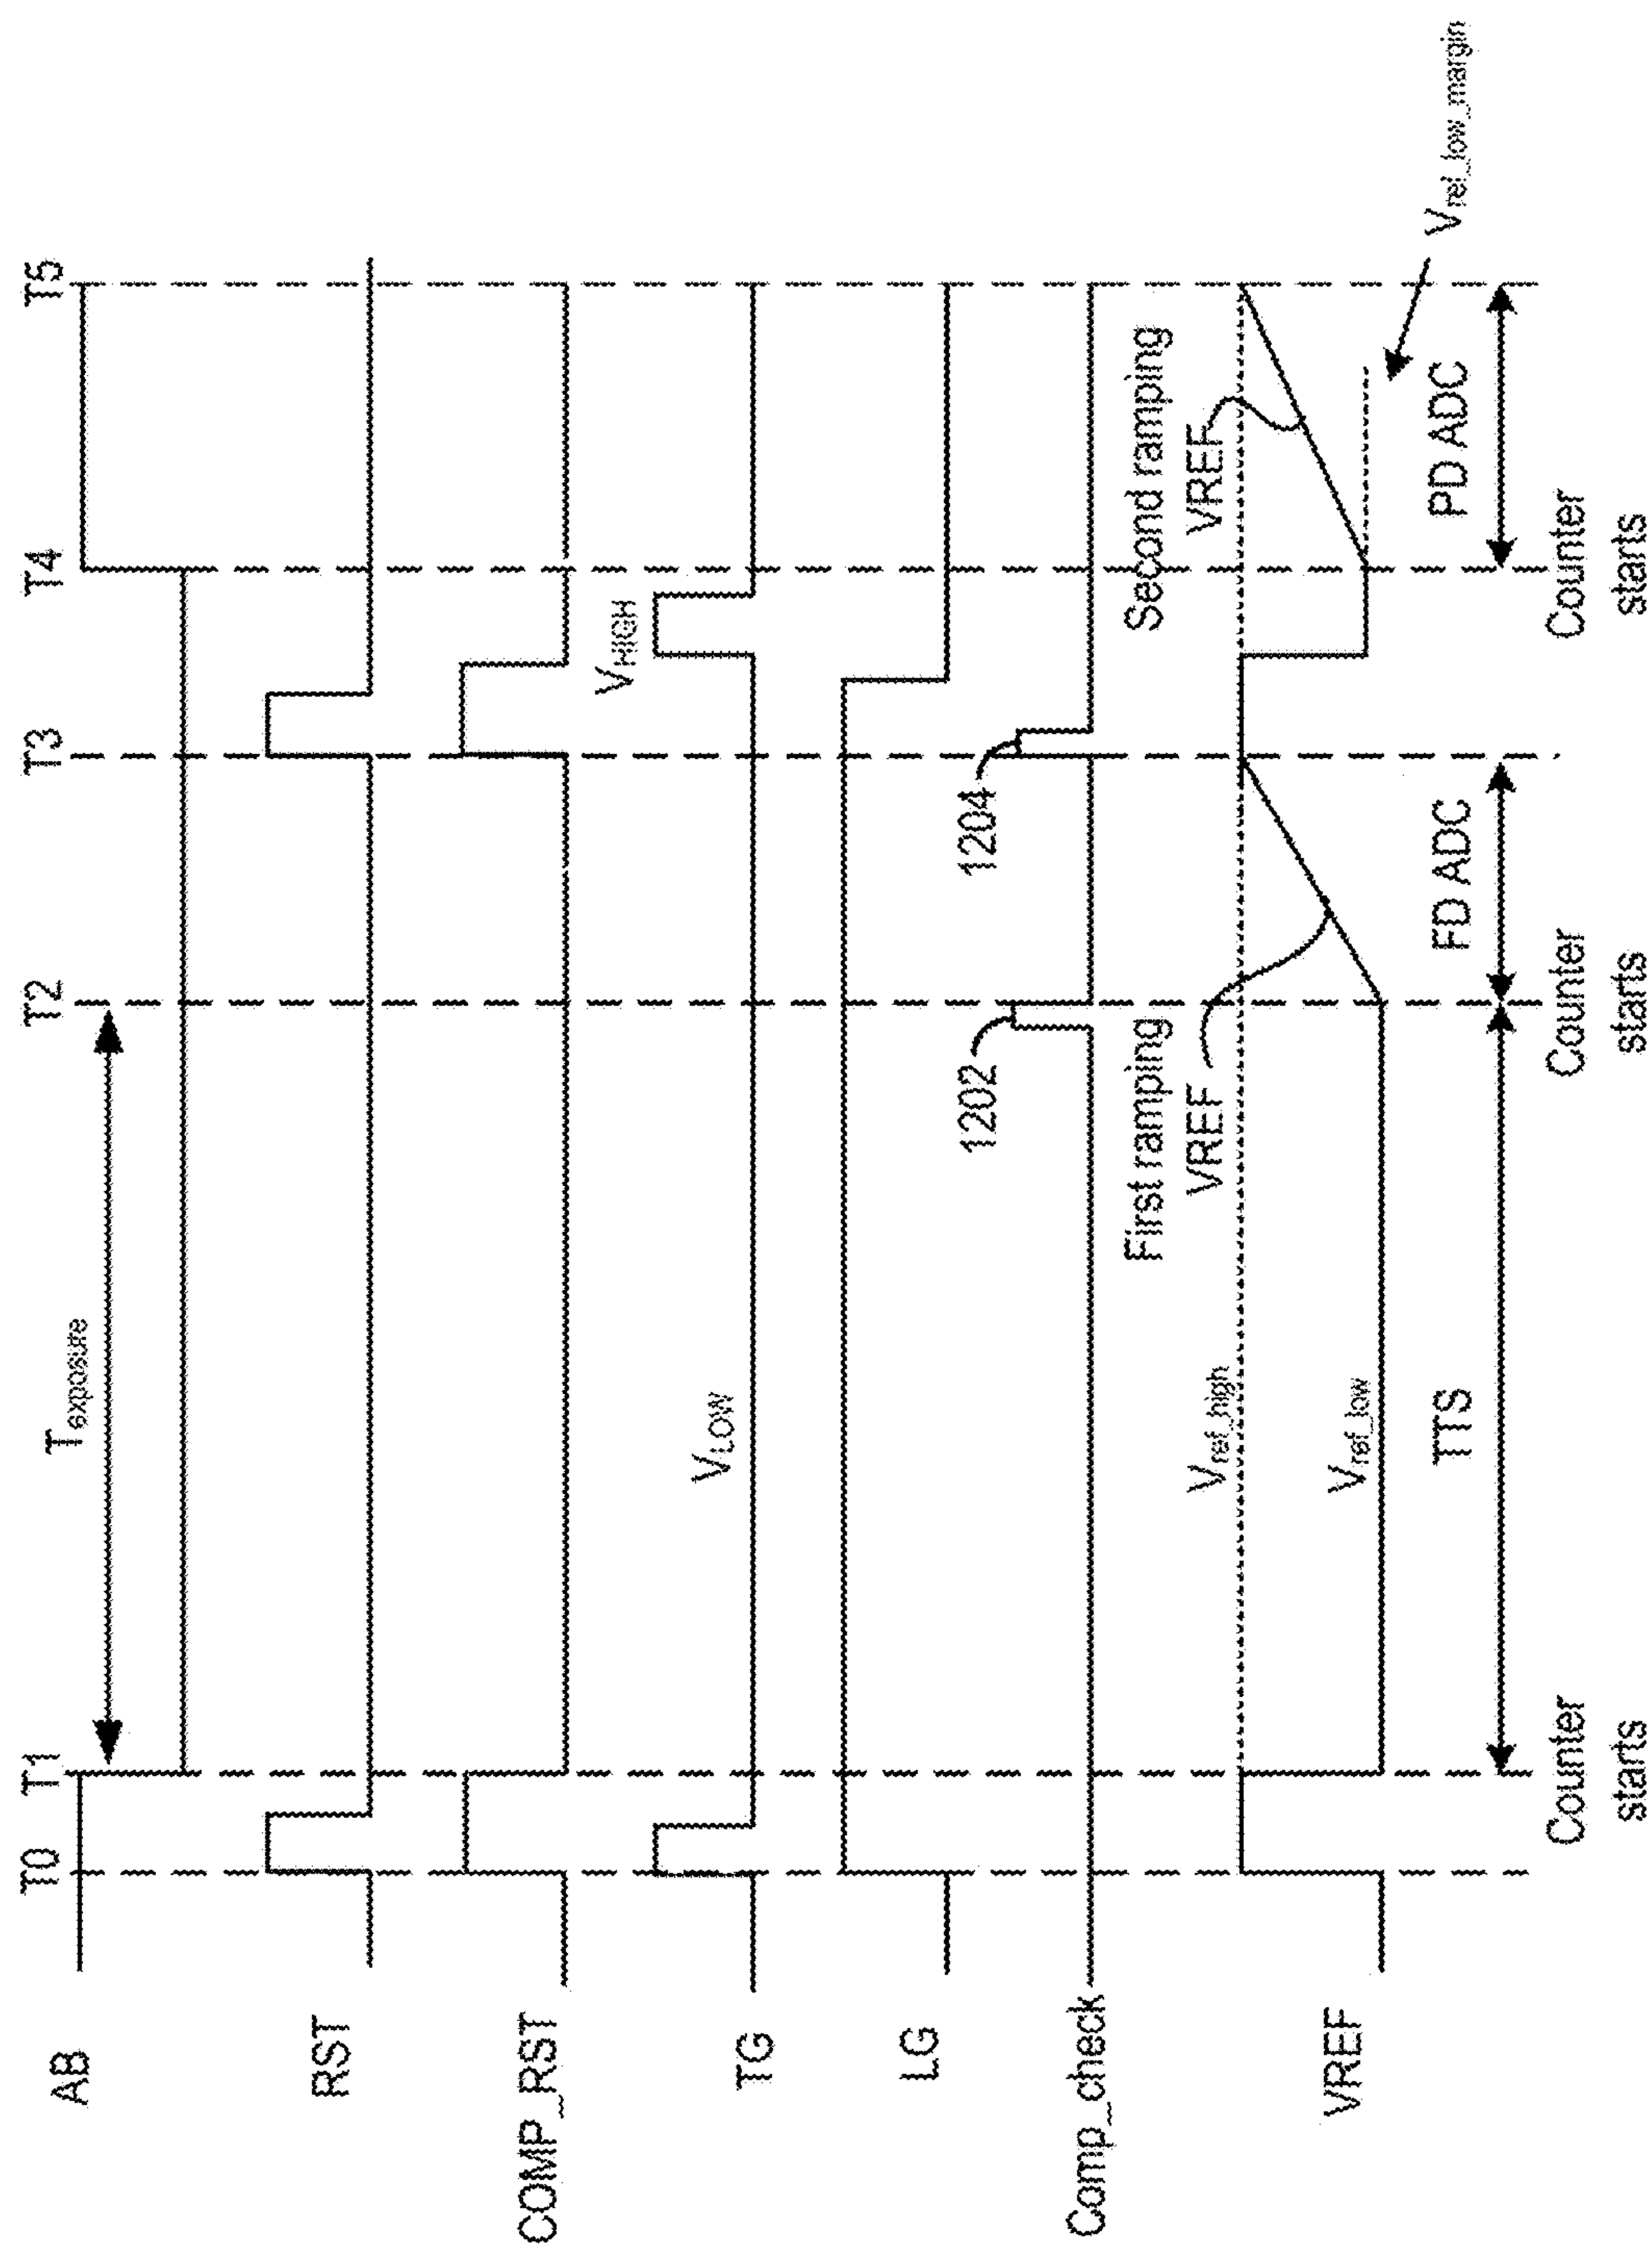 T0
T1
T2
T3
T4
T5
Texposure
AB
RST
COMP_RST
VHIGH
TG
VLOW
LG
1202
1204
Comp_check
First ramping
VREF
Second ramping
VREF
Vref_high
VREF
Vref_low
Vref_low_margin
TTS
FD ADC
PD ADC
Counter
starts
Counter
starts
Counter
starts